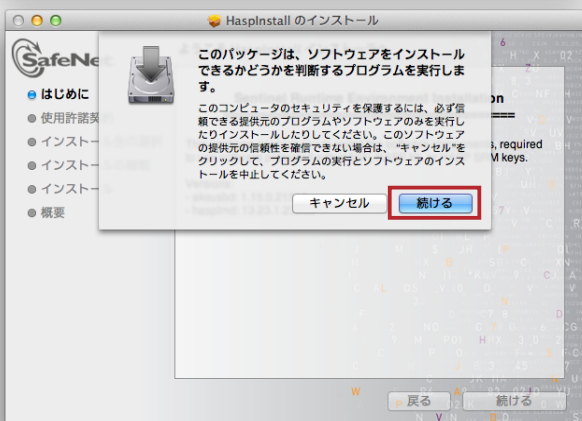 HaspInstall のインストール
SafeNe
このパッケージは、ソフトウェアをインストール
できるかどうかを判断するプログラムを実行しま
す。
このコンピュータのセキュリティを保護するには、必ず信
頼できる提供元のプログラムやソフトウェアのみを実行し
たりインストールしたりしてください。このソフトウェア
の提供元の信頼性を確信できない場合は、“キャンセル”を
クリックして、プログラムの実行とソフトウェアのインス
トールを中止してください。
キャンセル
続ける
はじめに
使用許諾契
インストー
インストー
インストー
概要
required
keys.
戻る
続ける